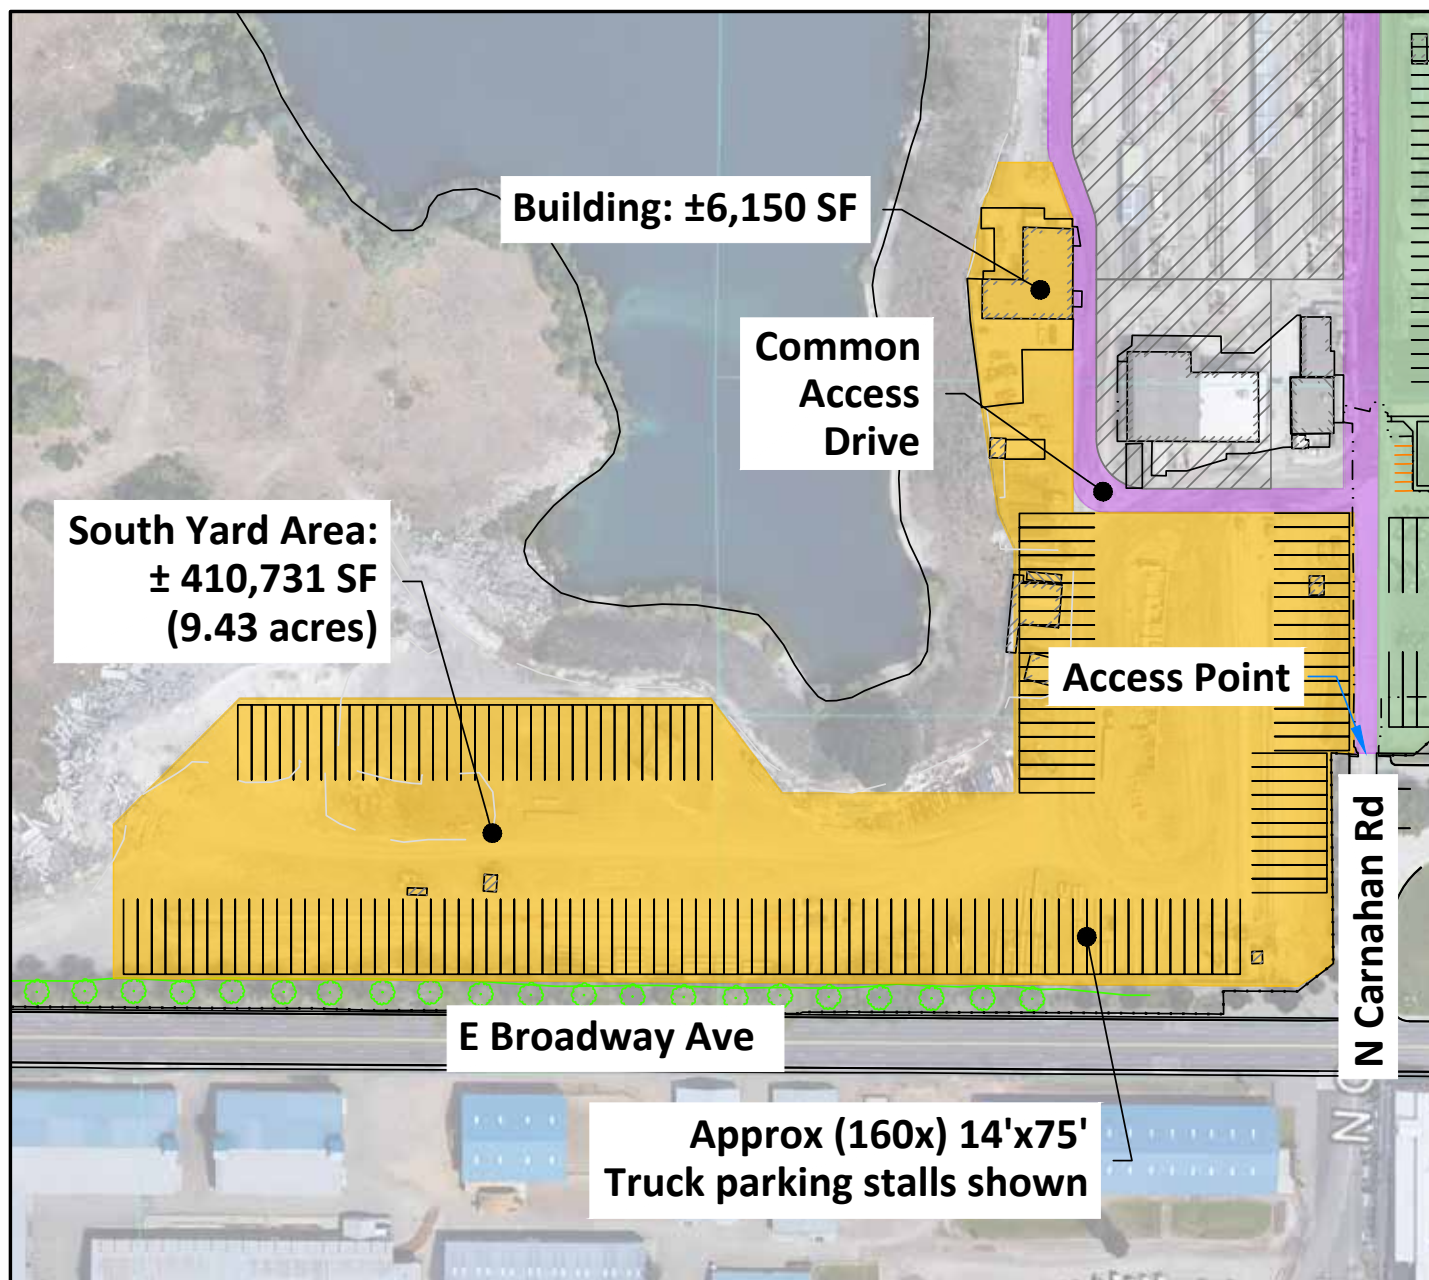 Building: ±6,150 SF
Common
Access
Drive
South Yard Area:
± 410,731 SF
(9.43 acres)
Access Point
N Carnahan Rd
E Broadway Ave
Approx (160x) 14'x75'
Truck parking stalls shown